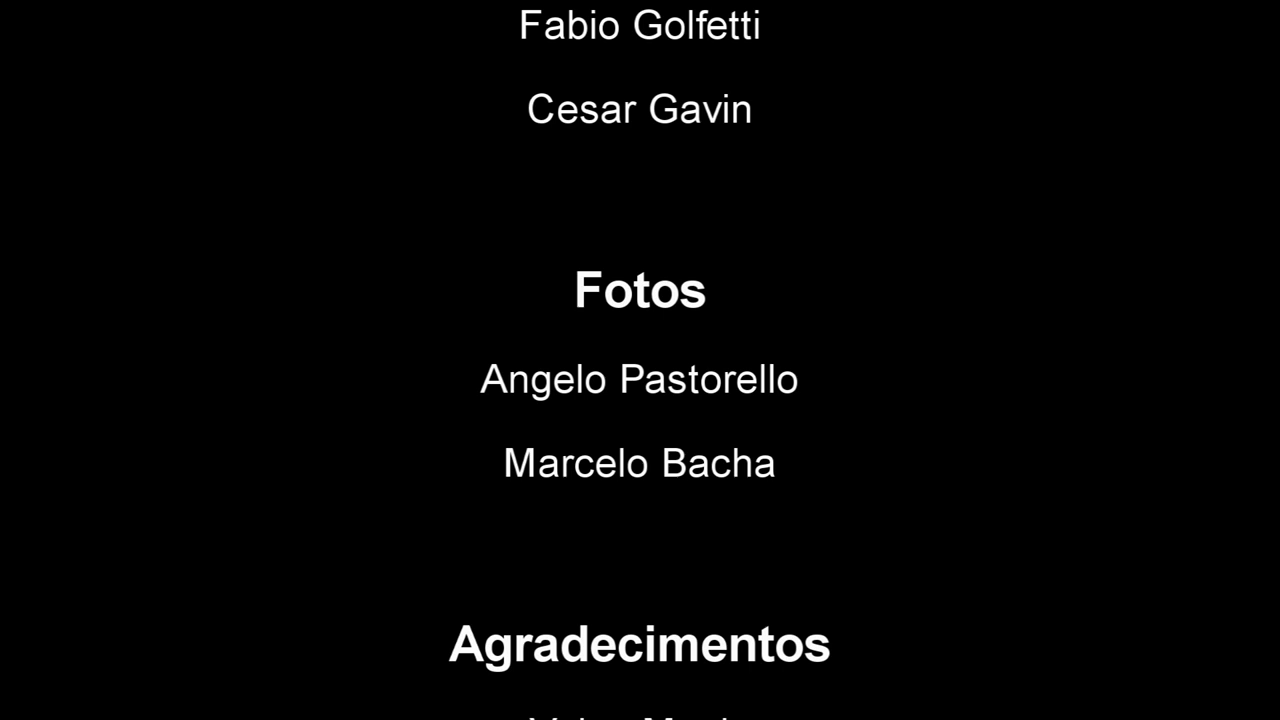 Fabio Golfetti
Cesar Gavin
Fotos
Angelo Pastorello
Marcelo Bacha
Agradecimentos